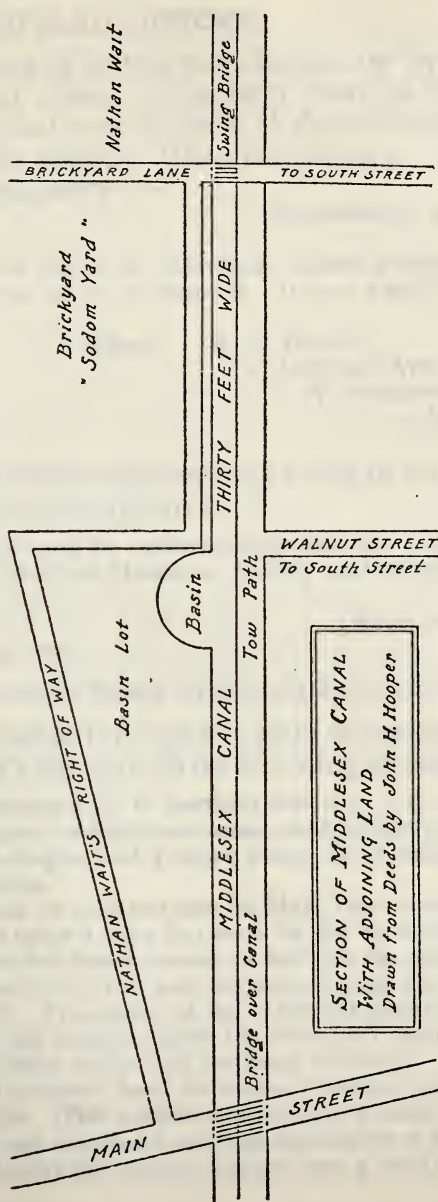 Nathan Wait
Swing Bridge
BRICKYARD LANE
TO SOUTH STREET
Brickyard
"Sodom Yard"
THIRTY FEET WIDE
WALNUT STREET
To South Street
Basin
Tow Path
Basin Lot
NATHAN WAIT'S RIGHT OF WAY
MIDDLESEX CANAL
Bridge over Canal
MAIN STREET
SECTION OF MIDDLESEX CANAL
WITH ADJOINING LAND
Drawn from Deeds by John H. Hooper